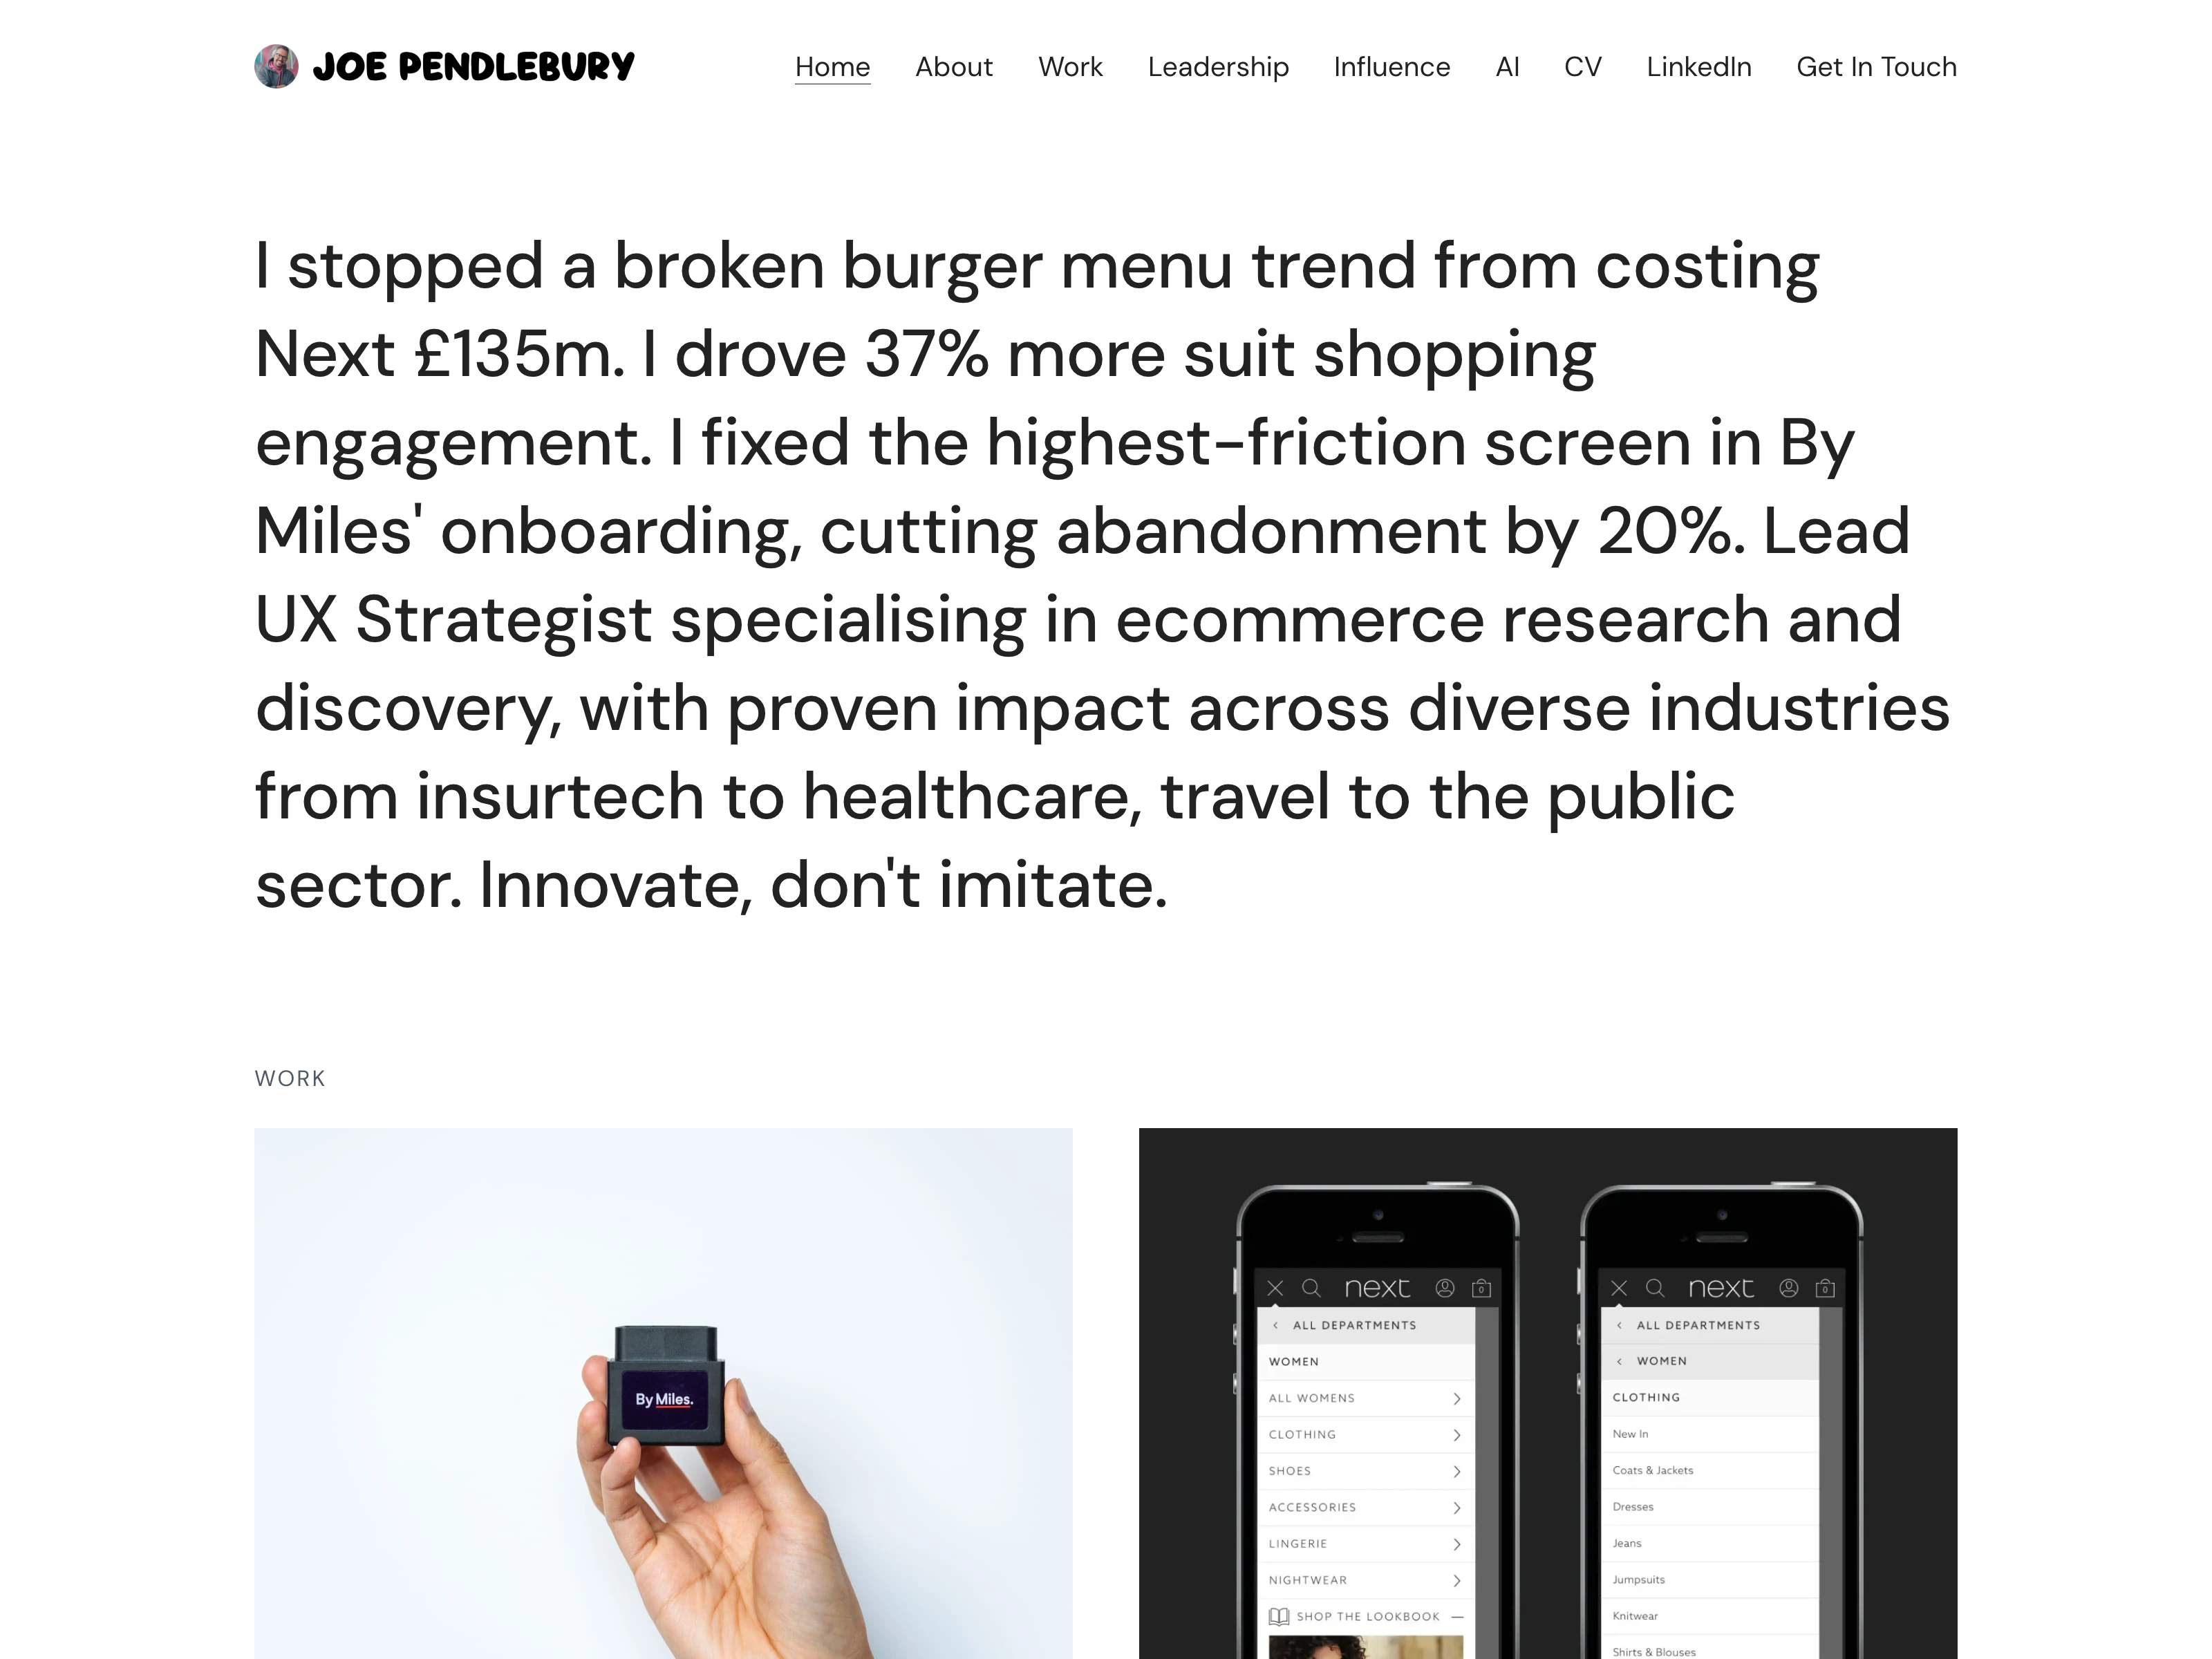 JOE PENDLEBURY
Home About Work Leadership Influence AI CV LinkedIn Get In Touch
I stopped a broken burger menu trend from costing
Next £135m. I drove 37% more suit shopping
engagement. I fixed the highest-friction screen in By
Miles' onboarding, cutting abandonment by 20%. Lead
UX Strategist specialising in ecommerce research and
discovery, with proven impact across diverse industries
from insurtech to healthcare, travel to the public
sector. Innovate, don't imitate.
WORK
By Miles.
next
0
ALL DEPARTMENTS
WOMEN
ALL WOMENS
CLOTHING
SHOES
ACCESSORIES
LINGERIE
NIGHTWEAR
SHOP THE LOOKBOOK
next
0
ALL DEPARTMENTS
WOMEN
CLOTHING
New In
Coats & Jackets
Dresses
Jeans
Jumpsuits
Knitwear
Shirts & Blouses